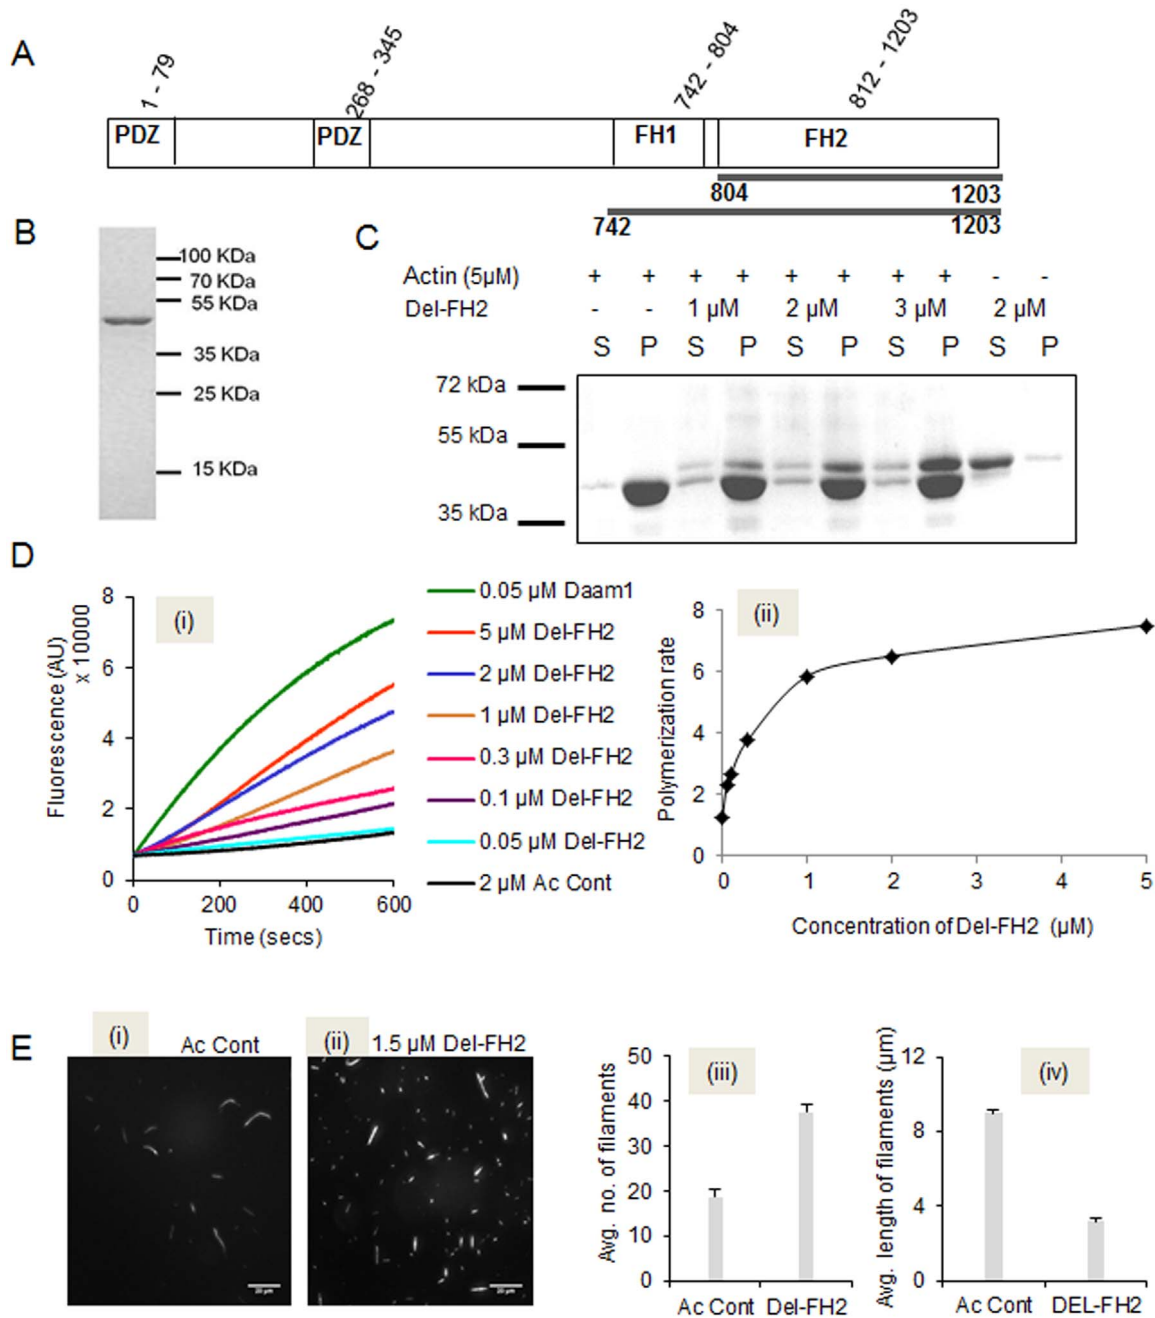 A
1 - 79
268 - 345
742 - 804
812 - 1203
PDZ
PDZ
FH1
FH2
804
1203
742
1203
B
100 KDa
70 KDa
55 KDa
35 KDa
25 KDa
15 KDa
C
Actin (5µM) + + + + + + + + - -
Del-FH2 - - 1 µM 2 µM 3 µM 2 µM
S P S P S P S P S P
72 kDa
55 kDa
35 kDa
D
(i)
Fluorescence (AU)
x 10000
8
6
4
2
0
0 200 400 600
Time (secs)
0.05 µM Daam1
5 µM Del-FH2
2 µM Del-FH2
1 µM Del-FH2
0.3 µM Del-FH2
0.1 µM Del-FH2
0.05 µM Del-FH2
2 µM Ac Cont
(ii)
Polymerization rate
8
6
4
2
0
0 1 2 3 4 5
Concentration of Del-FH2 (µM)
E
(i)
Ac Cont
20 µm
(ii)
1.5 µM Del-FH2
20 µm
(iii)
Avg. no. of filaments
50
40
30
20
10
0
Ac Cont Del-FH2
(iv)
Avg. length of filaments (µm)
12
8
4
0
Ac Cont DEL-FH2